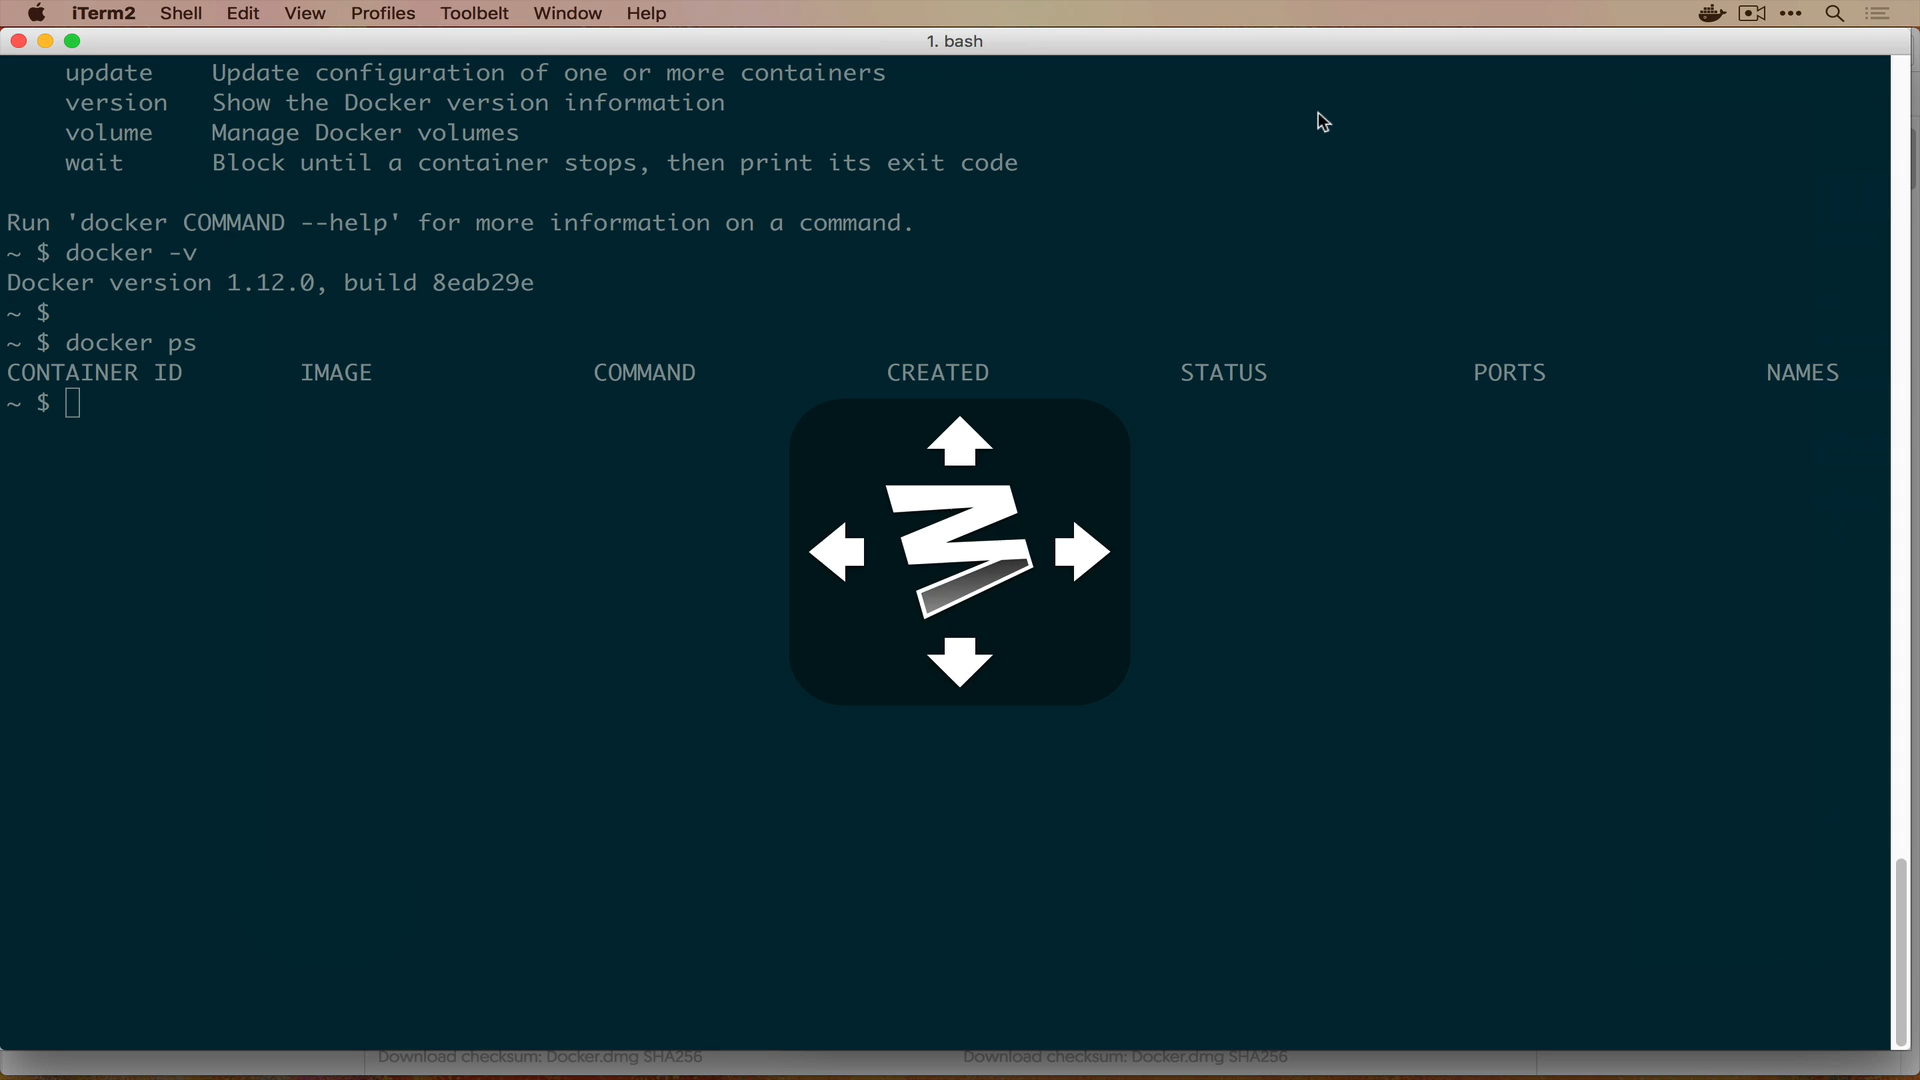 iTerm2 Shell Edit View Profiles Toolbelt Window Help
1. bash
update Update configuration of one or more containers
version Show the Docker version information
volume Manage Docker volumes
wait Block until a container stops, then print its exit code
Run 'docker COMMAND --help' for more information on a command.
~ $ docker -v
Docker version 1.12.0, build 8eab29e
~ $
~ $ docker ps
CONTAINER ID IMAGE COMMAND CREATED STATUS PORTS NAMES
~ $
Download checksum: Docker.dmg SHA256 Download checksum: Docker.dmg SHA256